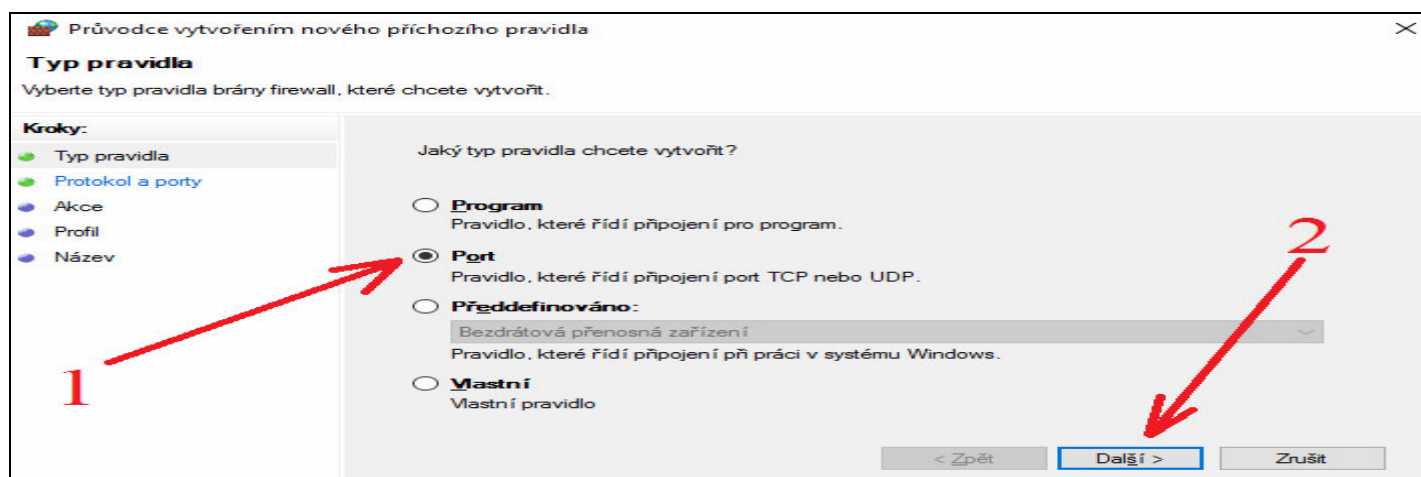 Průvodce vytvořením nového příchozího pravidla
Typ pravidla
Vyberte typ pravidla brány firewall, které chcete vytvořit.
Kroky:
Typ pravidla
Protokol a porty
Akce
Profil
Název
Jaký typ pravidla chcete vytvořit?
Program
Pravidlo, které řídí připojení pro program.
Port
Pravidlo, které řídí připojení port TCP nebo UDP.
Předdefinováno:
Bezdrátová přenosná zařízení
Pravidlo, které řídí připojení při práci v systému Windows.
Vlastní
Vlastní pravidlo
1
2
< Zpět
Další >
Zrušit